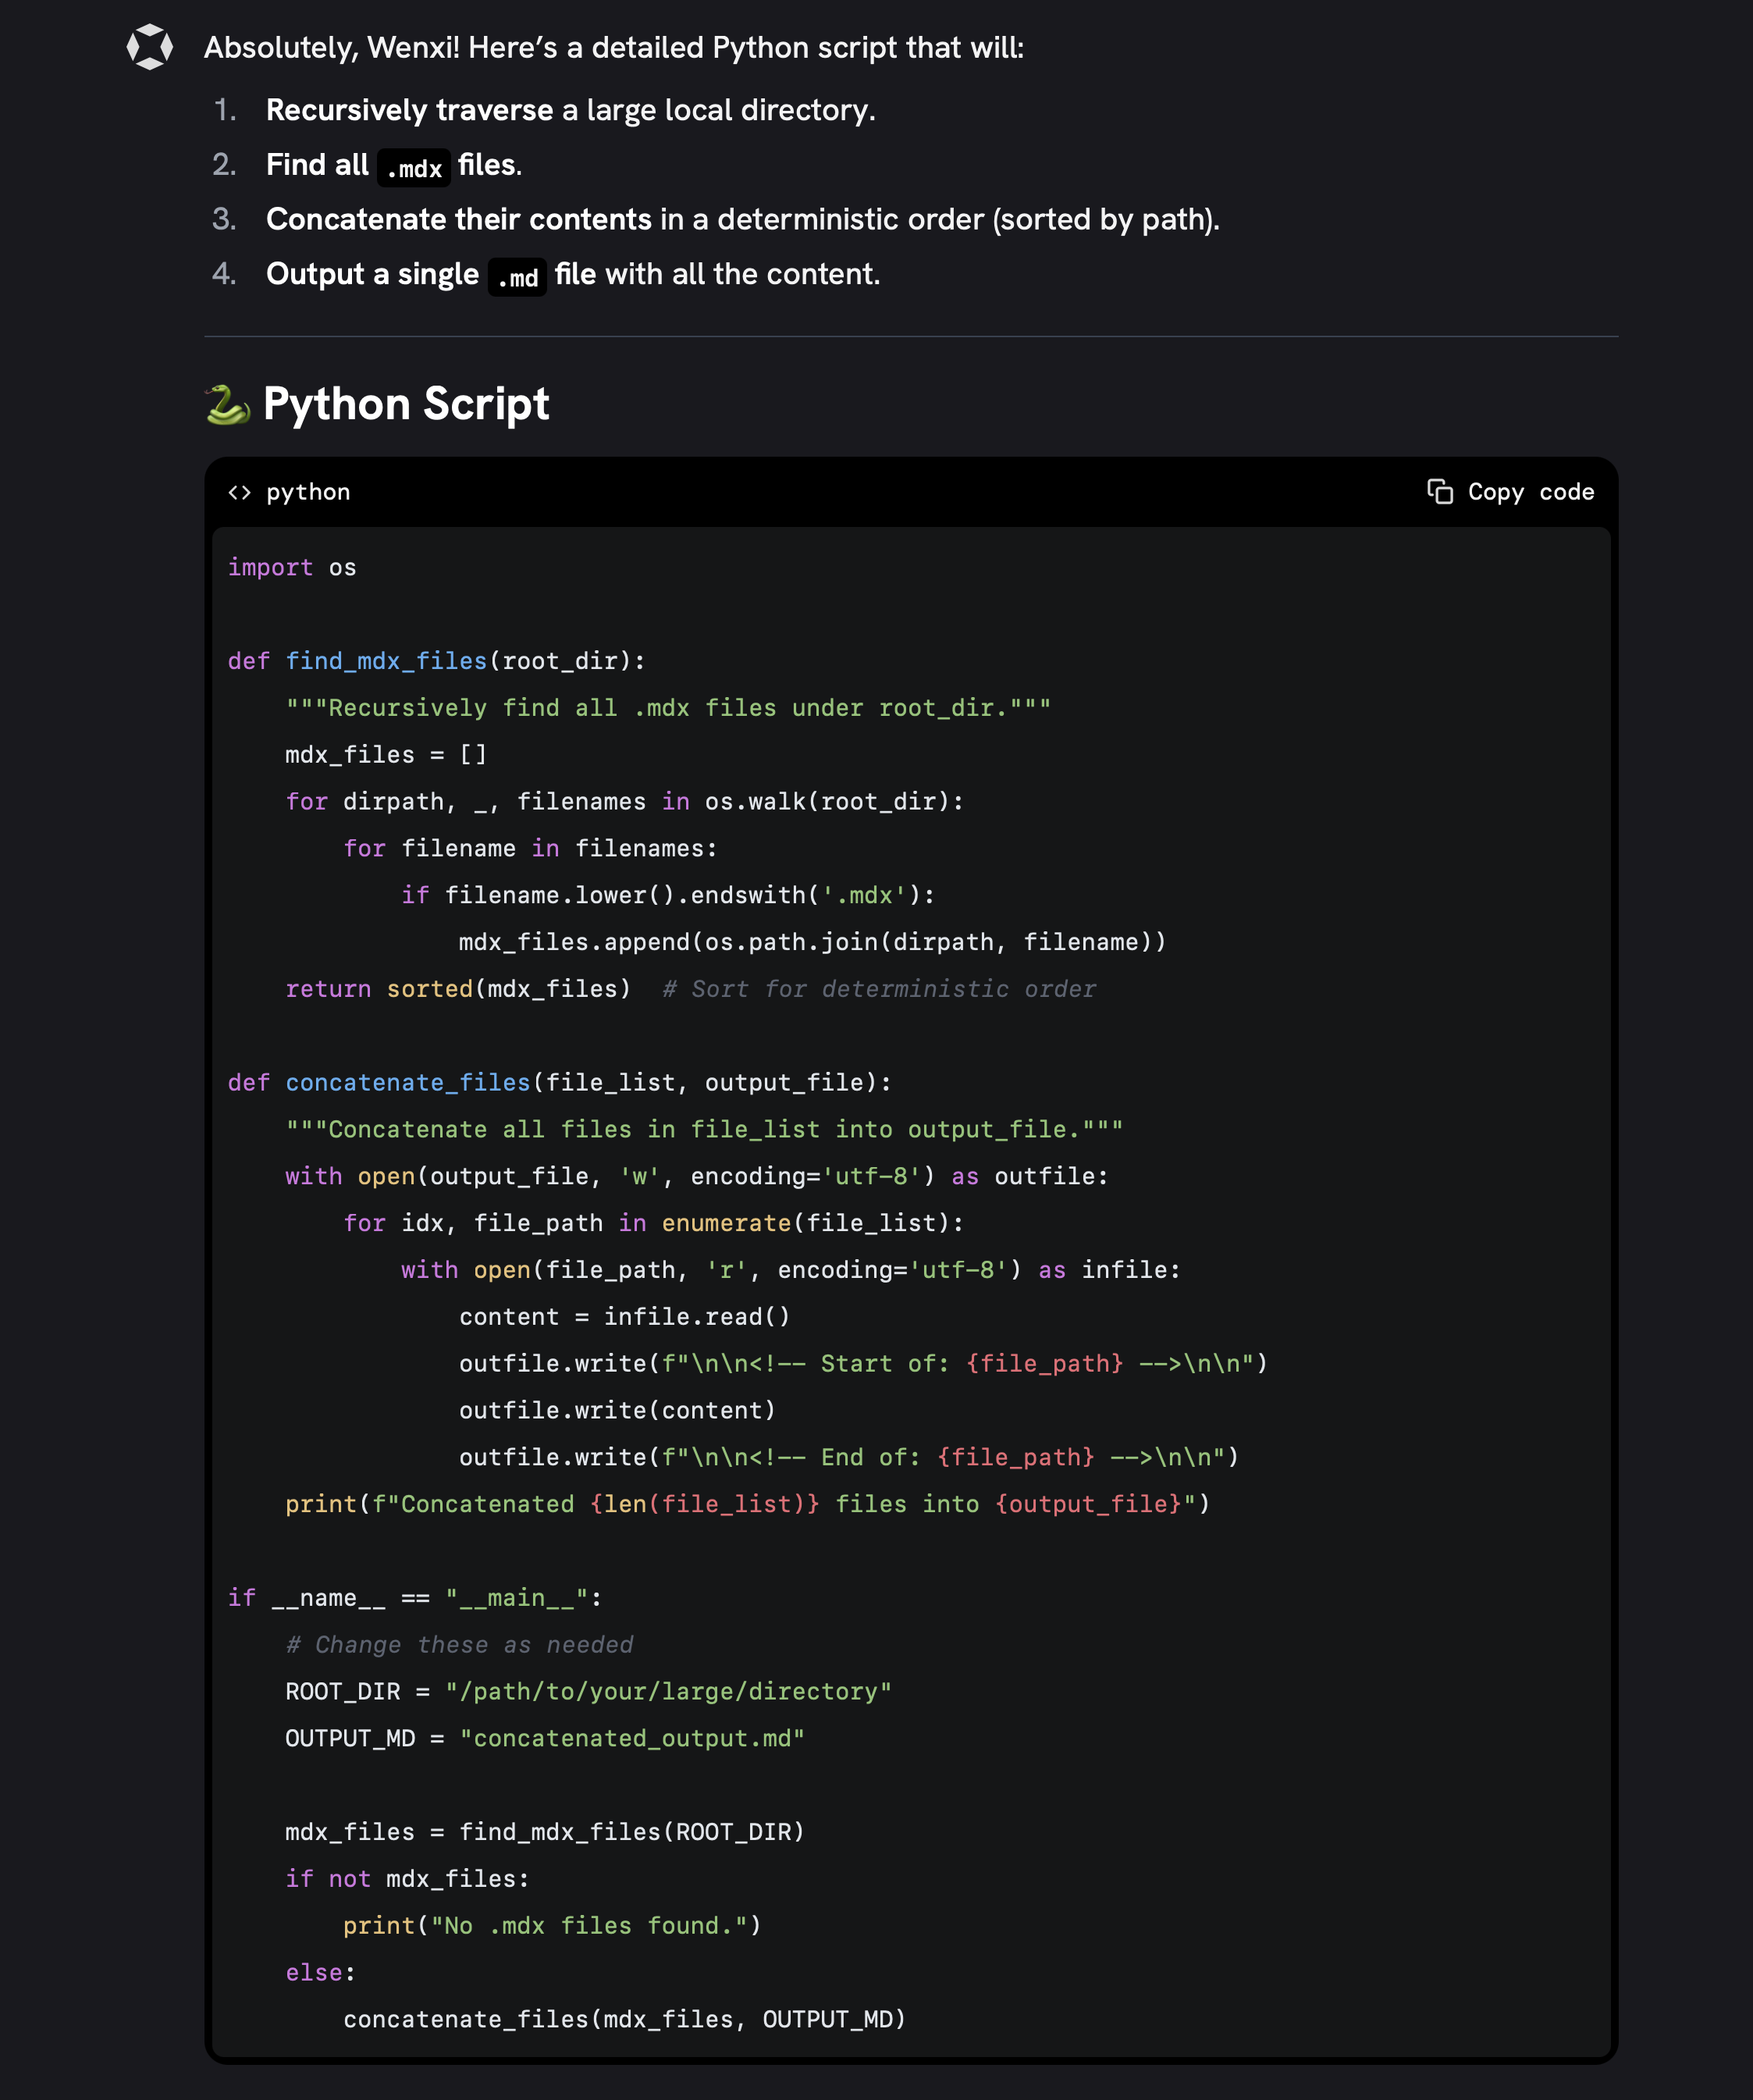 Absolutely, Wenxi! Here’s a detailed Python script that will:
1. Recursively traverse a large local directory.
2. Find all .mdx files.
3. Concatenate their contents in a deterministic order (sorted by path).
4. Output a single .md file with all the content.
🐍 Python Script
<> python
Copy code
import os

def find_mdx_files(root_dir):
    """Recursively find all .mdx files under root_dir."""
    mdx_files = []
    for dirpath, _, filenames in os.walk(root_dir):
        for filename in filenames:
            if filename.lower().endswith('.mdx'):
                mdx_files.append(os.path.join(dirpath, filename))
    return sorted(mdx_files)  # Sort for deterministic order

def concatenate_files(file_list, output_file):
    """Concatenate all files in file_list into output_file."""
    with open(output_file, 'w', encoding='utf-8') as outfile:
        for idx, file_path in enumerate(file_list):
            with open(file_path, 'r', encoding='utf-8') as infile:
                content = infile.read()
                outfile.write(f"\n\n<!-- Start of: {file_path} -->\n\n")
                outfile.write(content)
                outfile.write(f"\n\n<!-- End of: {file_path} -->\n\n")
    print(f"Concatenated {len(file_list)} files into {output_file}")

if __name__ == "__main__":
    # Change these as needed
    ROOT_DIR = "/path/to/your/large/directory"
    OUTPUT_MD = "concatenated_output.md"

    mdx_files = find_mdx_files(ROOT_DIR)
    if not mdx_files:
        print("No .mdx files found.")
    else:
        concatenate_files(mdx_files, OUTPUT_MD)